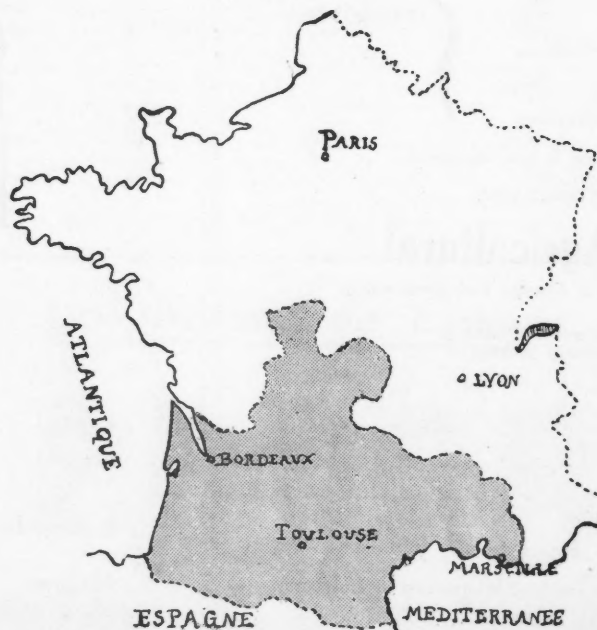 PARIS
ATLANTIQUE
LYON
BORDEAUX
TOULOUSE
MARSEILLE
ESPAGNE
MEDITERRANEE